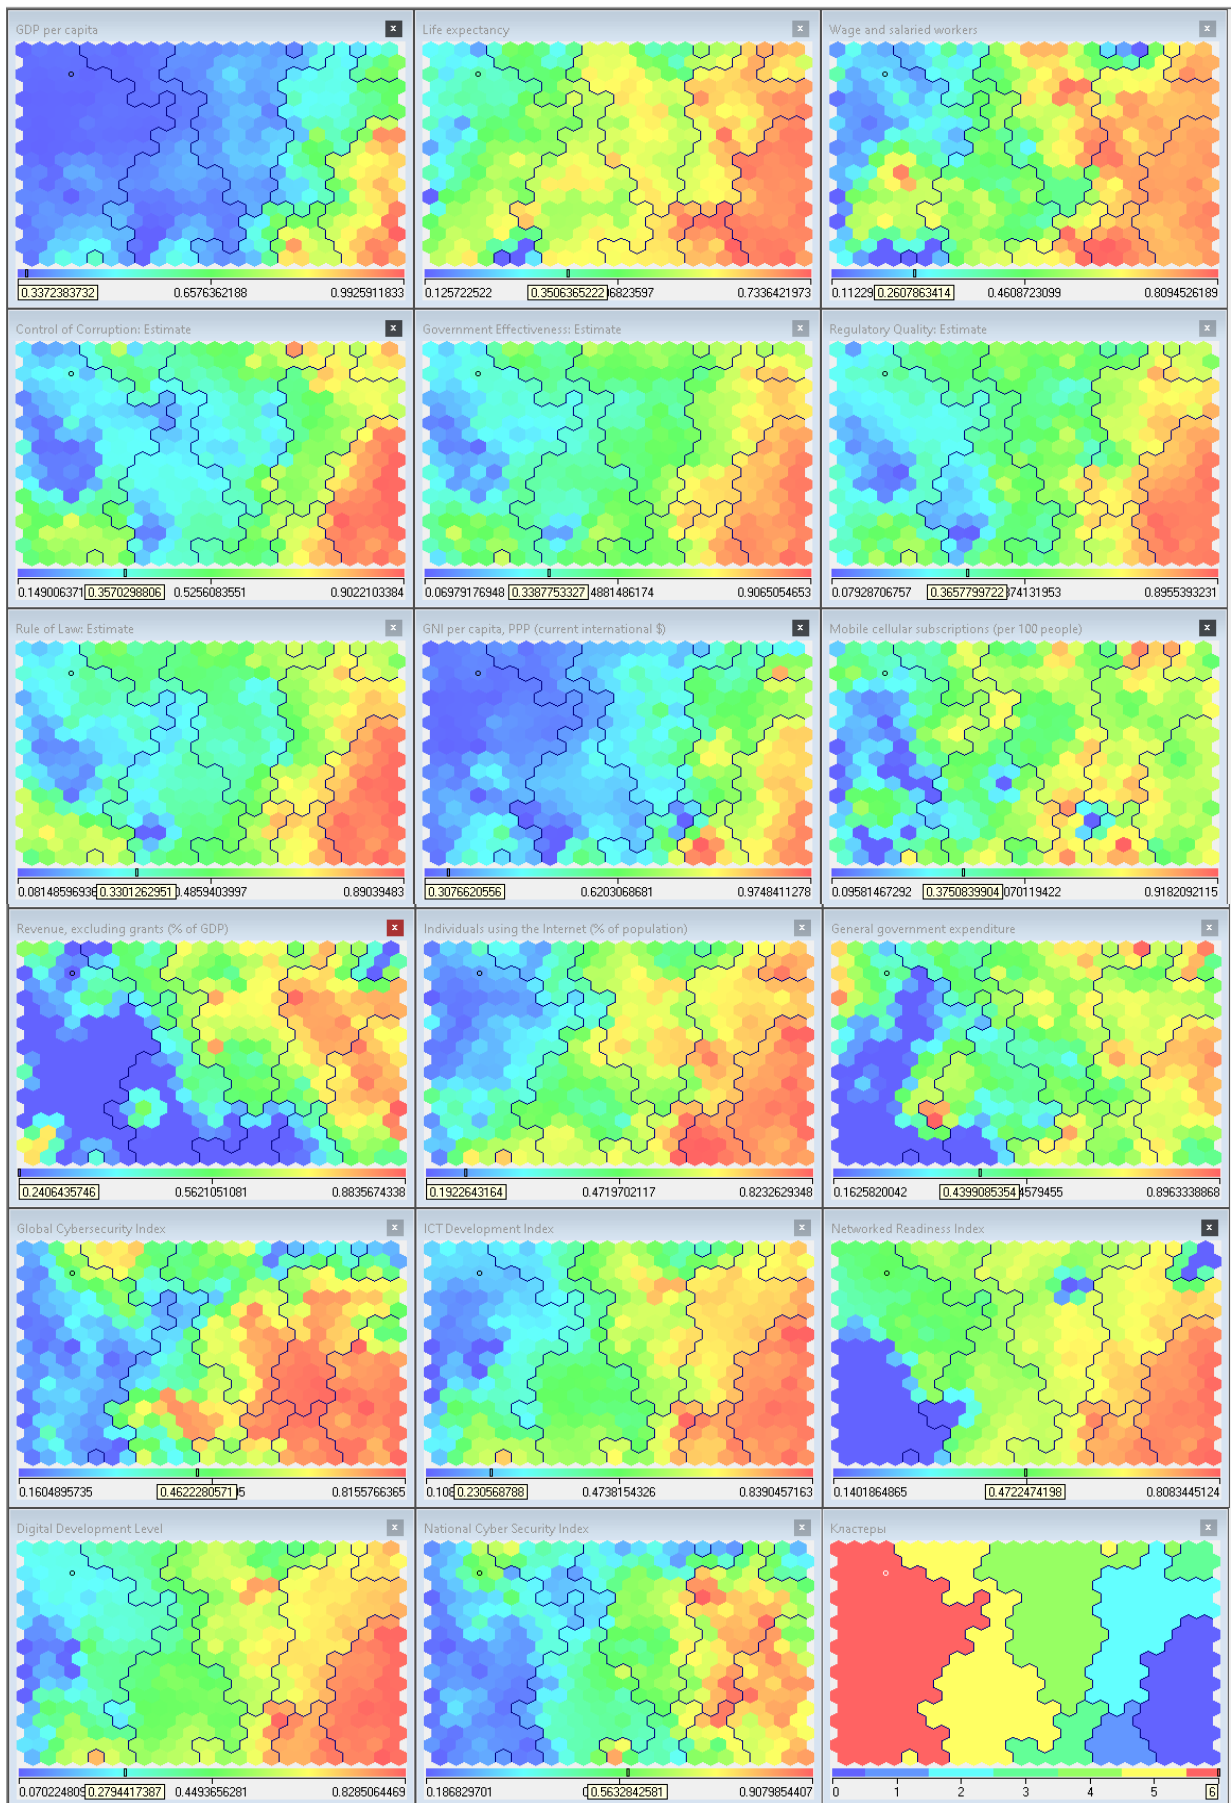 GDP per capita
0.3372383732 0.6576362188 0.9925911833
Life expectancy
0.125722522 0.3506365222 0.7336421973
Wage and salaried workers
0.2607863414 0.4608723099 0.8094526189
Control of Corruption: Estimate
0.149006371 0.3570298806 0.5256083551 0.9022103384
Government Effectiveness: Estimate
0.06979176948 0.3387753327 0.9065054653
Regulatory Quality: Estimate
0.07928706757 0.3657799722 0.8955393231
Rule of Law: Estimate
0.3301262951 0.4859403997 0.89039483
GNI per capita, PPP (current international $)
0.3076620556 0.6203068681 0.9748411278
Mobile cellular subscriptions (per 100 people)
0.09581467292 0.3750839904 0.9182092115
Revenue, excluding grants (% of GDP)
0.2406435746 0.5621051081 0.8835674338
Individuals using the Internet (% of population)
0.1922643164 0.4719702117 0.8232629348
General government expenditure
0.1625820042 0.4399085354 0.8963338868
Global Cybersecurity Index
0.1604895735 0.4622280571 0.8155766365
ICT Development Index
0.230568788 0.4738154326 0.8390457163
Networked Readiness Index
0.1401864865 0.4722474198 0.8083445124
Digital Development Level
0.2794417387 0.4493656281 0.8285064469
National Cyber Security Index
0.186829701 0.5632842581 0.9079854407
Кластеры
0 1 2 3 4 5 6